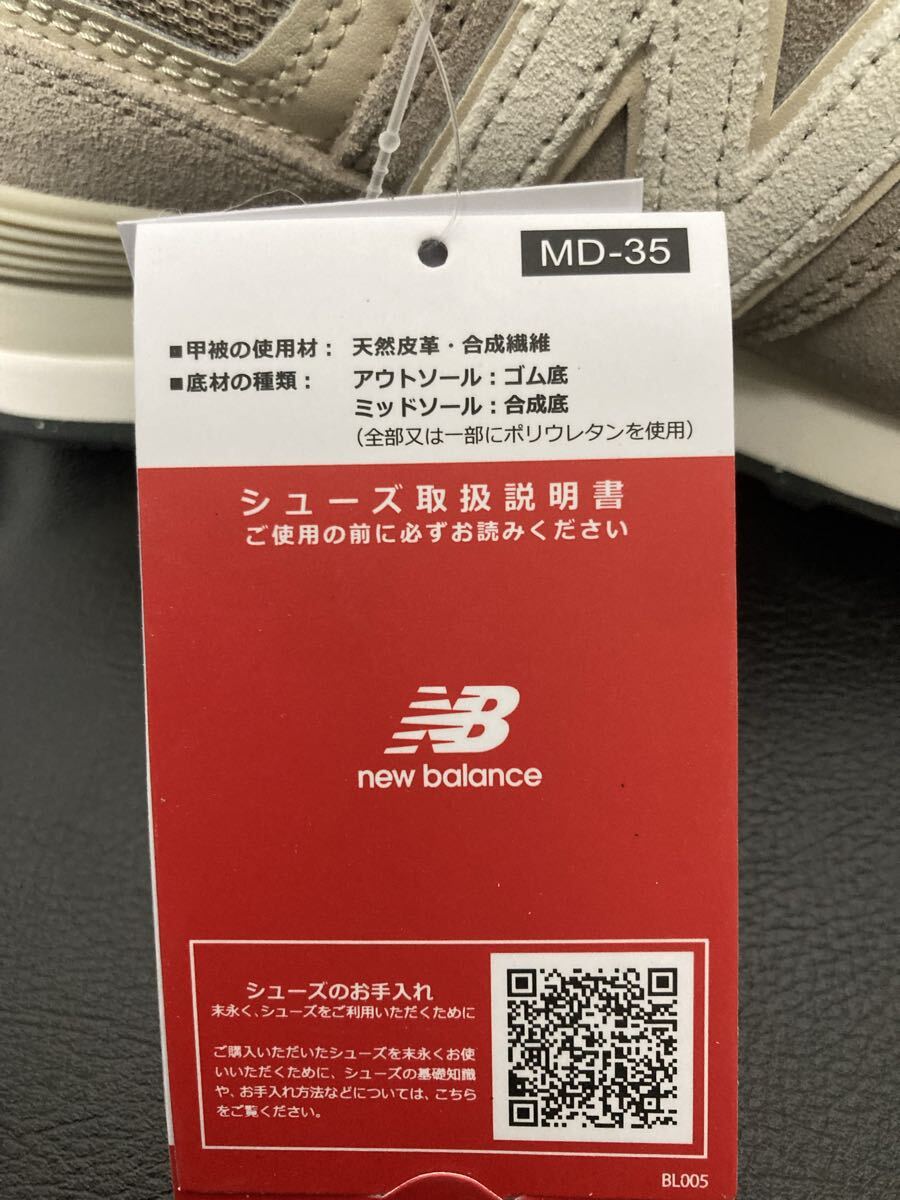 MD-35
■甲被の使用材： 天然皮革・合成繊維
■底材の種類： アウトソール：ゴム底
ミッドソール：合成底
（全部又は一部にポリウレタンを使用）
シューズ取扱説明書
ご使用の前に必ずお読みください
NB
new balance
シューズのお手入れ
末永く、シューズをご利用いただくために
ご購入いただいたシューズを末永くお使
いいただくために、シューズの基礎知識
や、お手入れ方法などについては、こちら
をご覧ください。
BL005